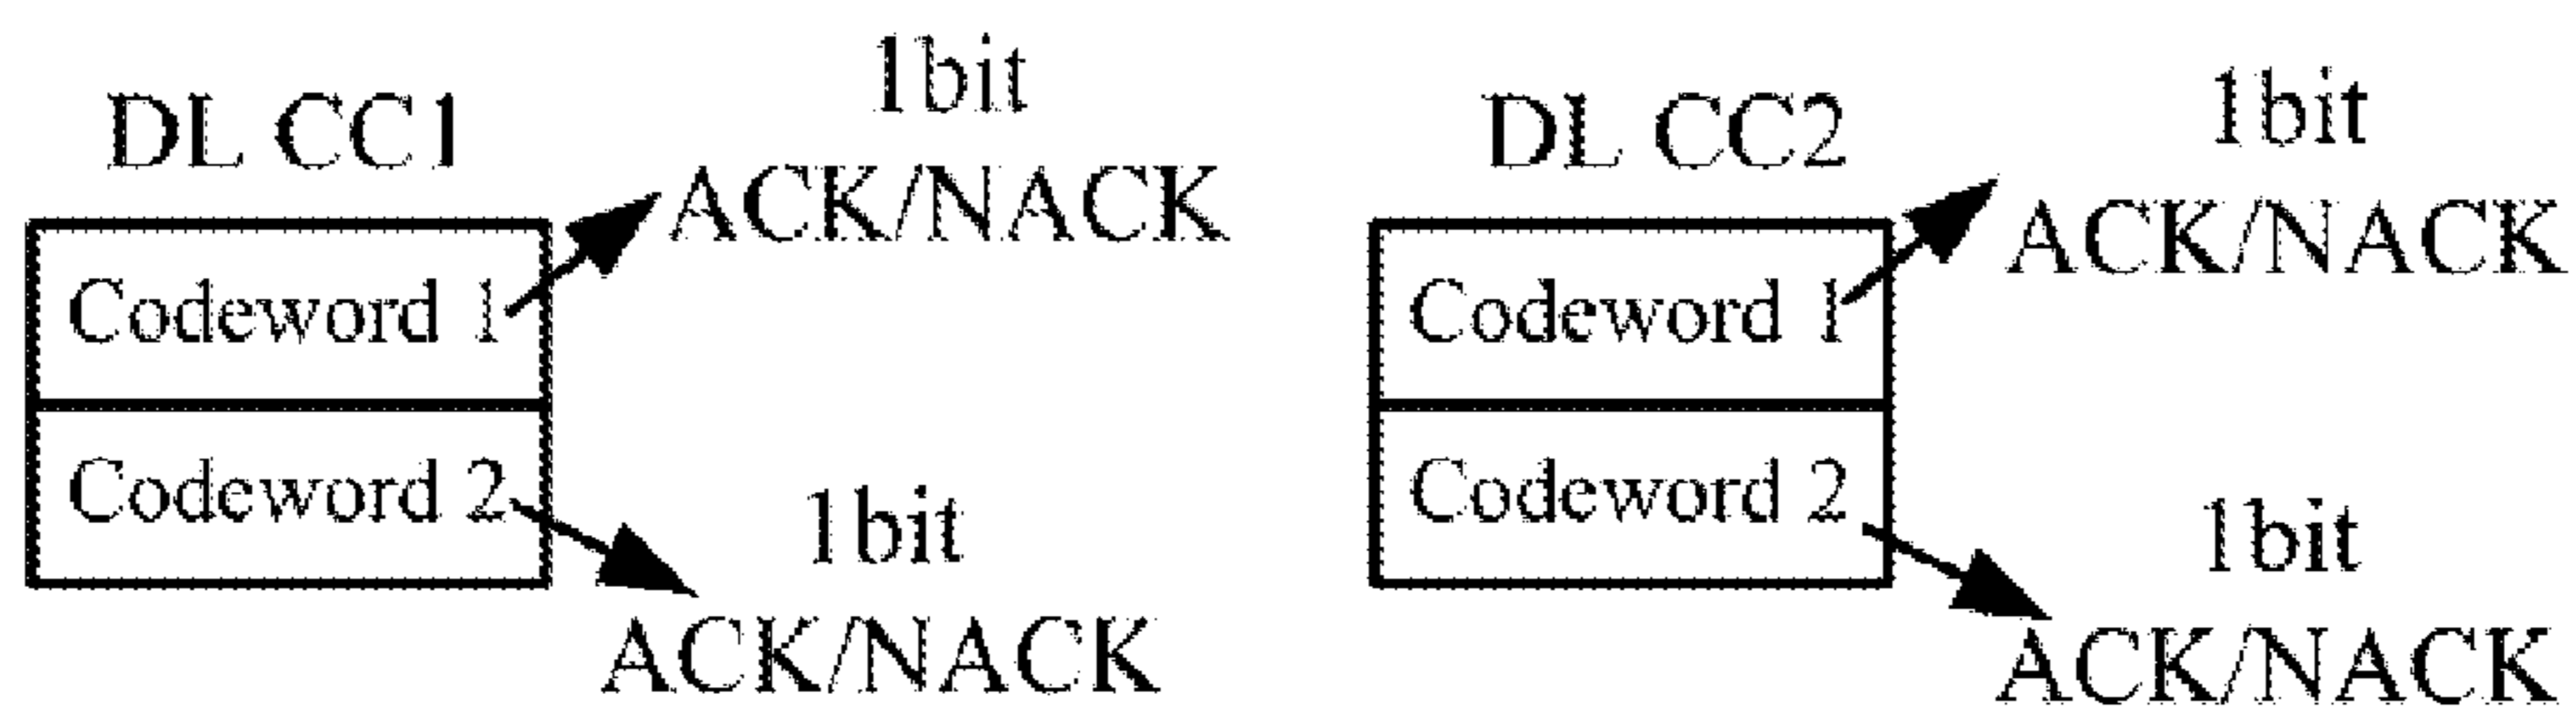 DL CC1
1bit
ACK/NACK
Codeword 1
Codeword 2
1bit
ACK/NACK
DL CC2
1bit
ACK/NACK
Codeword 1
Codeword 2
1bit
ACK/NACK